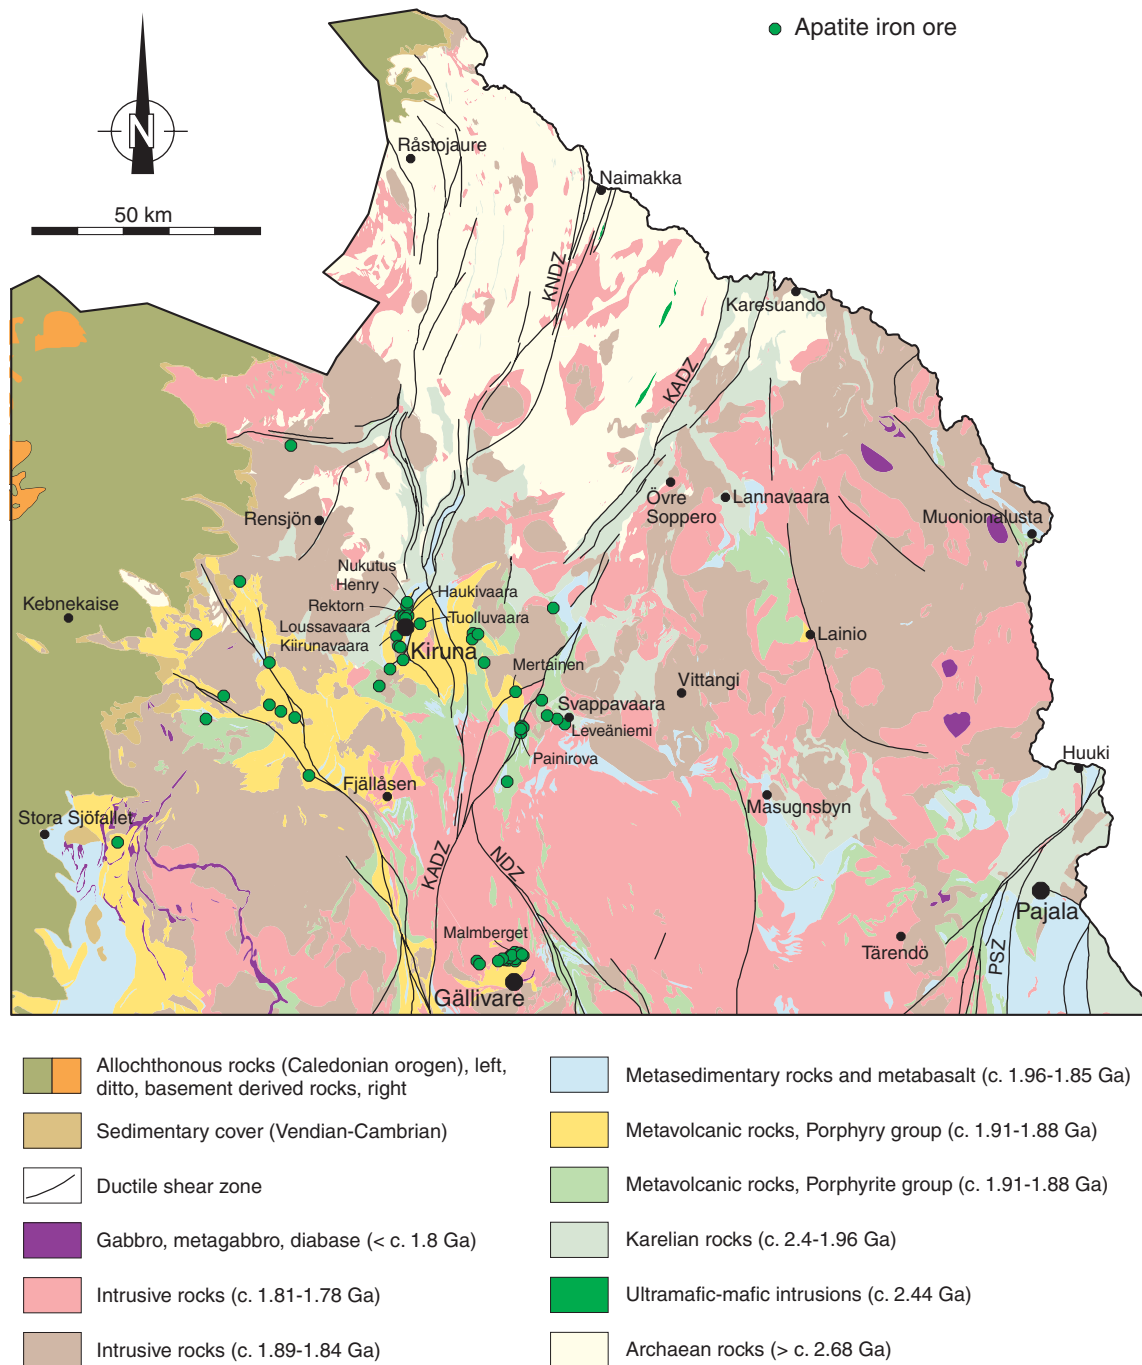 Apatite iron ore
N
50 km
Råstojaure
Naimakka
KNDZ
Karesuando
KADZ
Övre
Soppero
Lannavaara
Muonionalusta
Rensjön
Nukutus
Henry
Haukivaara
Rektorn
Tuolluvaara
Loussavaara
Kiirunavaara
Kiruna
Kebnekaise
Lainio
Mertainen
Vittangi
Svappavaara
Leveäniemi
Painirova
Huuki
Fjällåsen
Masugnsbyn
Stora Sjöfallet
KADZ
NDZ
Pajala
Malmberget
Tärendö
PSZ
Gällivare
Allochthonous rocks (Caledonian orogen), left,
ditto, basement derived rocks, right
Sedimentary cover (Vendian-Cambrian)
Ductile shear zone
Gabbro, metagabbro, diabase (< c. 1.8 Ga)
Intrusive rocks (c. 1.81-1.78 Ga)
Intrusive rocks (c. 1.89-1.84 Ga)
Metasedimentary rocks and metabasalt (c. 1.96-1.85 Ga)
Metavolcanic rocks, Porphyry group (c. 1.91-1.88 Ga)
Metavolcanic rocks, Porphyrite group (c. 1.91-1.88 Ga)
Karelian rocks (c. 2.4-1.96 Ga)
Ultramafic-mafic intrusions (c. 2.44 Ga)
Archaean rocks (> c. 2.68 Ga)